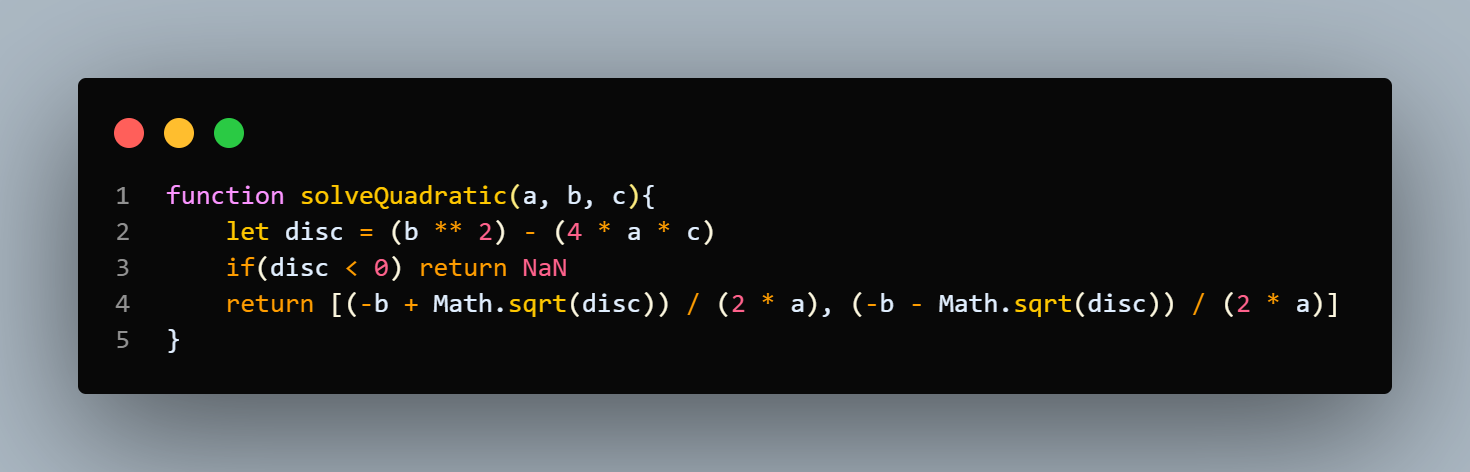 1 function solveQuadratic(a, b, c){
2     let disc = (b ** 2) - (4 * a * c)
3     if(disc < 0) return NaN
4     return [(-b + Math.sqrt(disc)) / (2 * a), (-b - Math.sqrt(disc)) / (2 * a)]
5 }